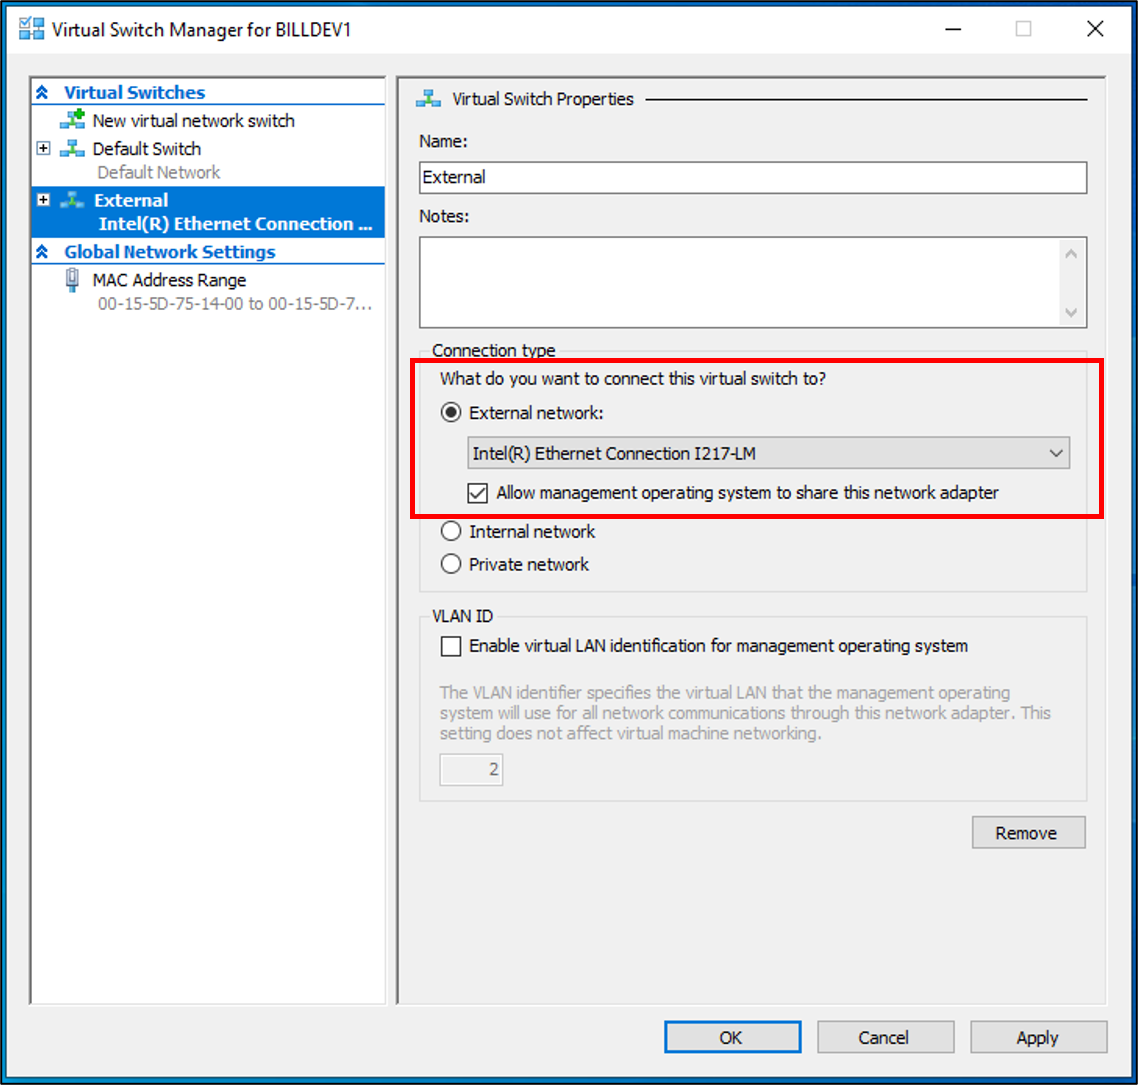 Virtual Switch Manager for BILLDEV1
Virtual Switches
New virtual network switch
Default Switch
Default Network
External
Intel(R) Ethernet Connection ...
Global Network Settings
MAC Address Range
00-15-5D-75-14-00 to 00-15-5D-7...
Virtual Switch Properties
Name:
External
Notes:
Connection type
What do you want to connect this virtual switch to?
External network:
Intel(R) Ethernet Connection I217-LM
Allow management operating system to share this network adapter
Internal network
Private network
VLAN ID
Enable virtual LAN identification for management operating system
The VLAN identifier specifies the virtual LAN that the management operating
system will use for all network communications through this network adapter. This
setting does not affect virtual machine networking.
2
Remove
OK
Cancel
Apply